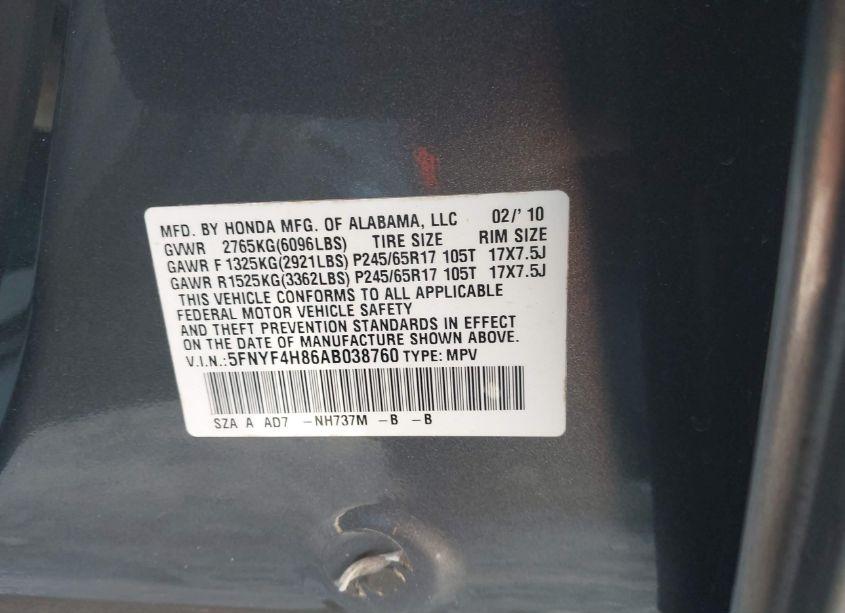 MFD. BY HONDA MFG. OF ALABAMA, LLC 02/' 10
GVWR 2765KG(6096LBS) TIRE SIZE RIM SIZE
GAWR F 1325KG(2921LBS) P245/65R17 105T 17X7.5J
GAWR R1525KG(3362LBS) P245/65R17 105T 17X7.5J
THIS VEHICLE CONFORMS TO ALL APPLICABLE
FEDERAL MOTOR VEHICLE SAFETY
AND THEFT PREVENTION STANDARDS IN EFFECT
ON THE DATE OF MANUFACTURE SHOWN ABOVE.
V.I.N.:5FNYF4H86AB038760 TYPE: MPV
SZA A AD7 -NH737M -B -B